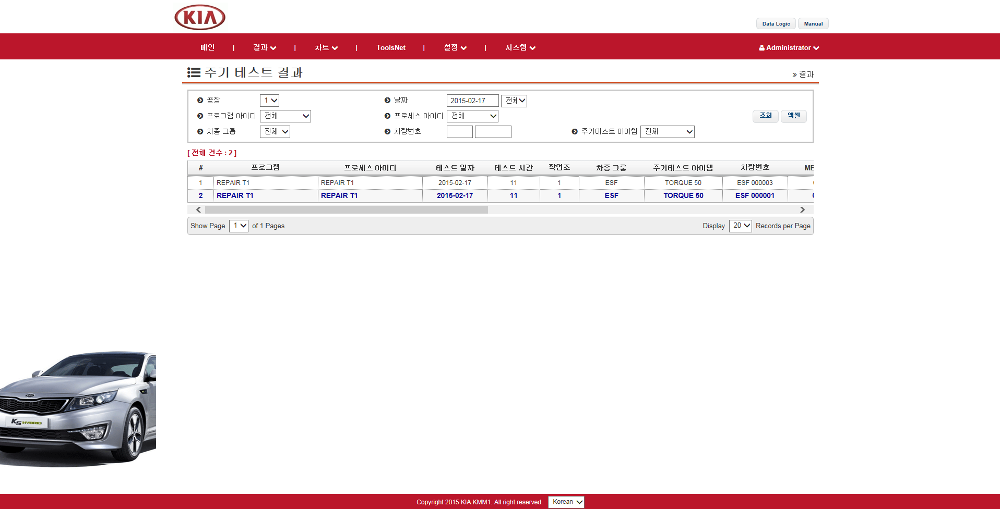 KIA
Data Logic Manual
메인 | 결과 | 차트 | ToolsNet | 설정 | 시스템 Administrator
주기 테스트 결과 » 결과
공장 1 날짜 2015-02-17 전체
프로그램 아이디 전체 프로세스 아이디 전체 조회 엑셀
차종 그룹 전체 차량번호 주기테스트 아이템 전체
[ 전체 건수 : 2 ]
# 프로그램 프로세스 아이디 테스트 일자 테스트 시간 작업조 차종 그룹 주기테스트 아이템 차량번호 ME
1 REPAIR T1 REPAIR T1 2015-02-17 11 1 ESF TORQUE 50 ESF 000003
2 REPAIR T1 REPAIR T1 2015-02-17 11 1 ESF TORQUE 50 ESF 000001
Show Page 1 of 1 Pages Display 20 Records per Page
K5 HYBRID
Copyright 2015 KIA KMM1. All right reserved. Korean